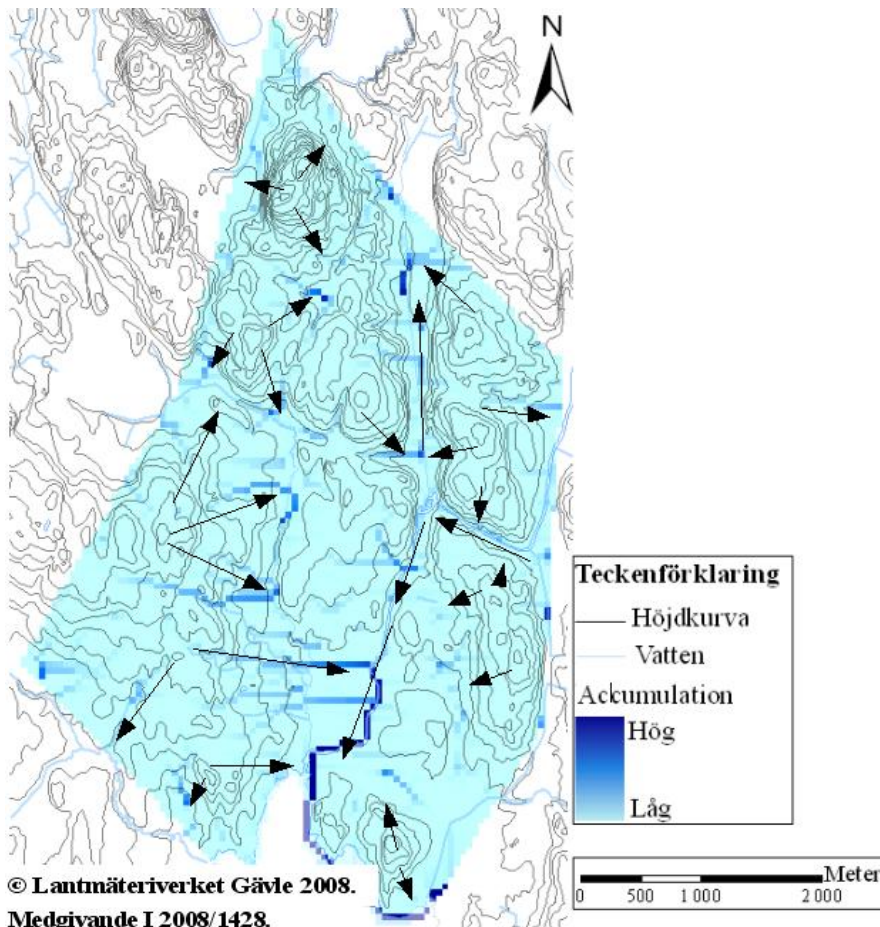 N
Teckenförklaring
Höjdkurva
Vatten
Ackumulation
Hög
Låg
Meter
0 500 1 000 2 000
© Lantmäteriverket Gävle 2008.
Medgivande I 2008/1428.